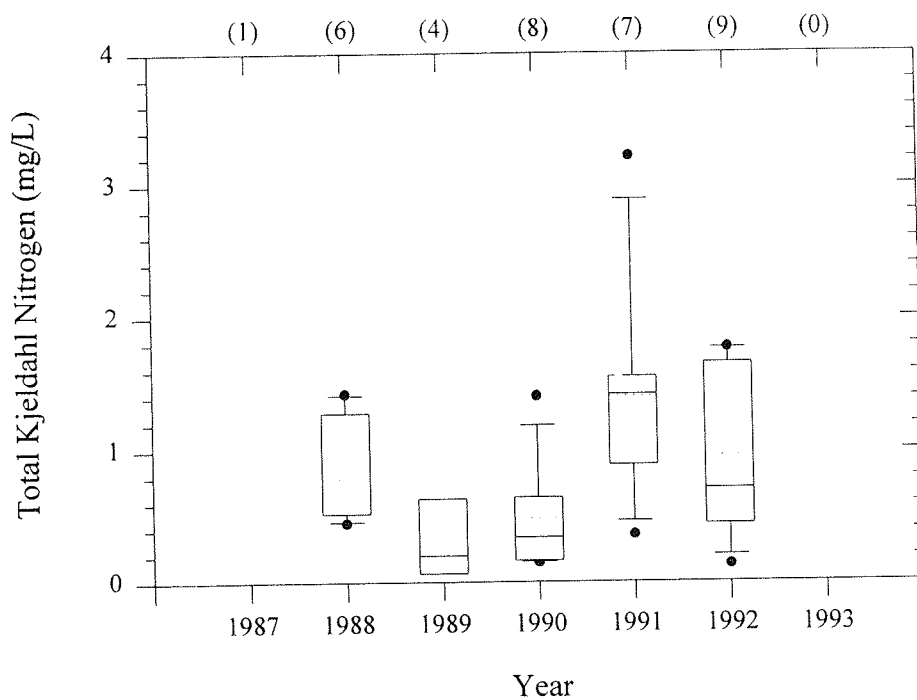 (1) (6) (4) (8) (7) (9) (0)
4
3
2
1
0
Total Kjeldahl Nitrogen (mg/L)
1987 1988 1989 1990 1991 1992 1993
Year